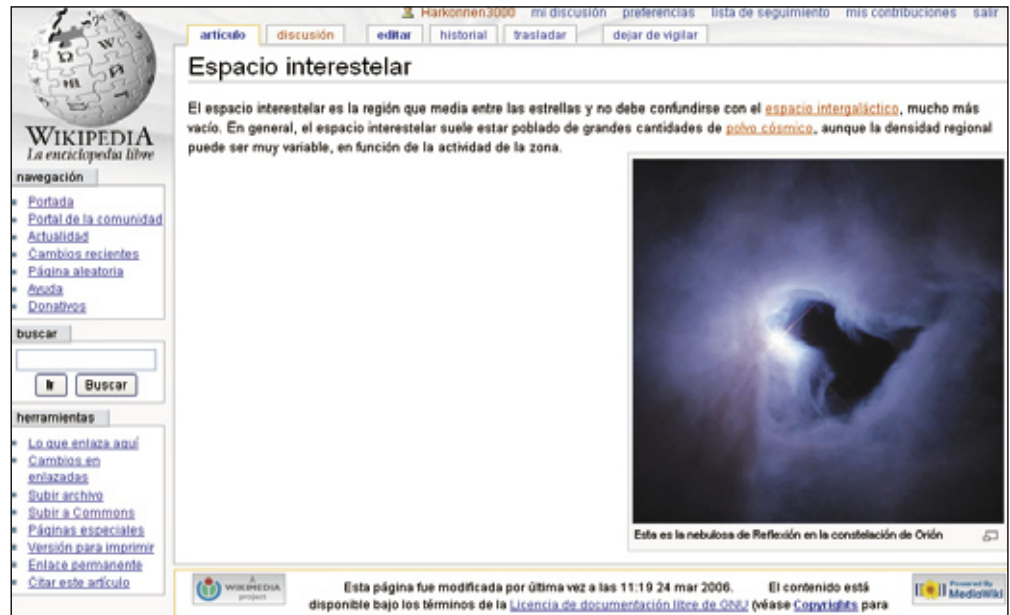 Harkonnen3000 mi discusión preferencias lista de seguimiento mis contribuciones salir
artículo discusión editar historial trasladar dejar de vigilar
Espacio interestelar
El espacio interestelar es la región que media entre las estrellas y no debe confundirse con el espacio intergaláctico, mucho más
vacío. En general, el espacio interestelar suele estar poblado de grandes cantidades de polvo cósmico, aunque la densidad regional
puede ser muy variable, en función de la actividad de la zona.
WIKIPEDIA
La enciclopedia libre
navegación
Portada
Portal de la comunidad
Actualidad
Cambios recientes
Página aleatoria
Ayuda
Donativos
buscar
Ir Buscar
herramientas
Lo que enlaza aquí
Cambios en
enlazadas
Subir archivo
Subir a Commons
Páginas especiales
Versión para imprimir
Enlace permanente
Citar este artículo
Esta es la nebulosa de Reflexión en la constelación de Orión
A
WIKIMEDIA
project
Esta página fue modificada por última vez a las 11:19 24 mar 2006. El contenido está
disponible bajo los términos de la Licencia de documentación libre de GNU (véase Copyrights para
Powered By
MediaWiki